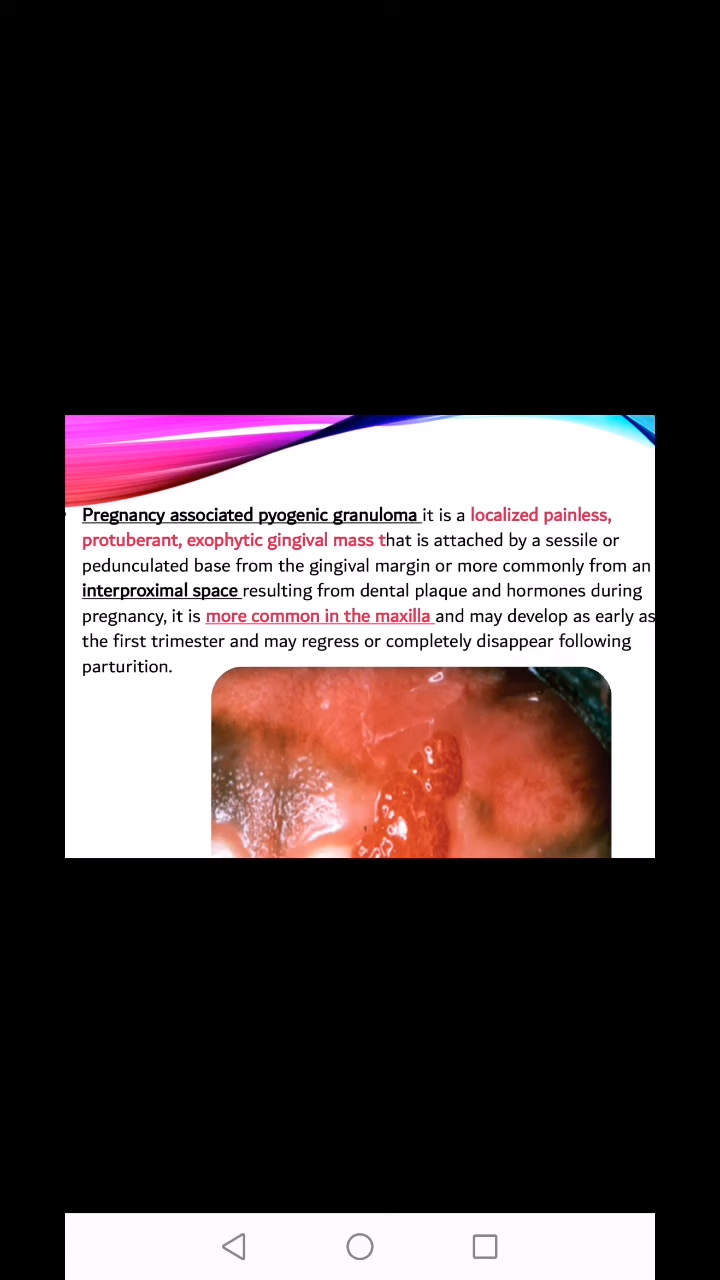 Pregnancy associated pyogenic granuloma it is a localized painless,
protuberant, exophytic gingival mass that is attached by a sessile or
pedunculated base from the gingival margin or more commonly from an
interproximal space resulting from dental plaque and hormones during
pregnancy, it is more common in the maxilla and may develop as early as
the first trimester and may regress or completely disappear following
parturition.